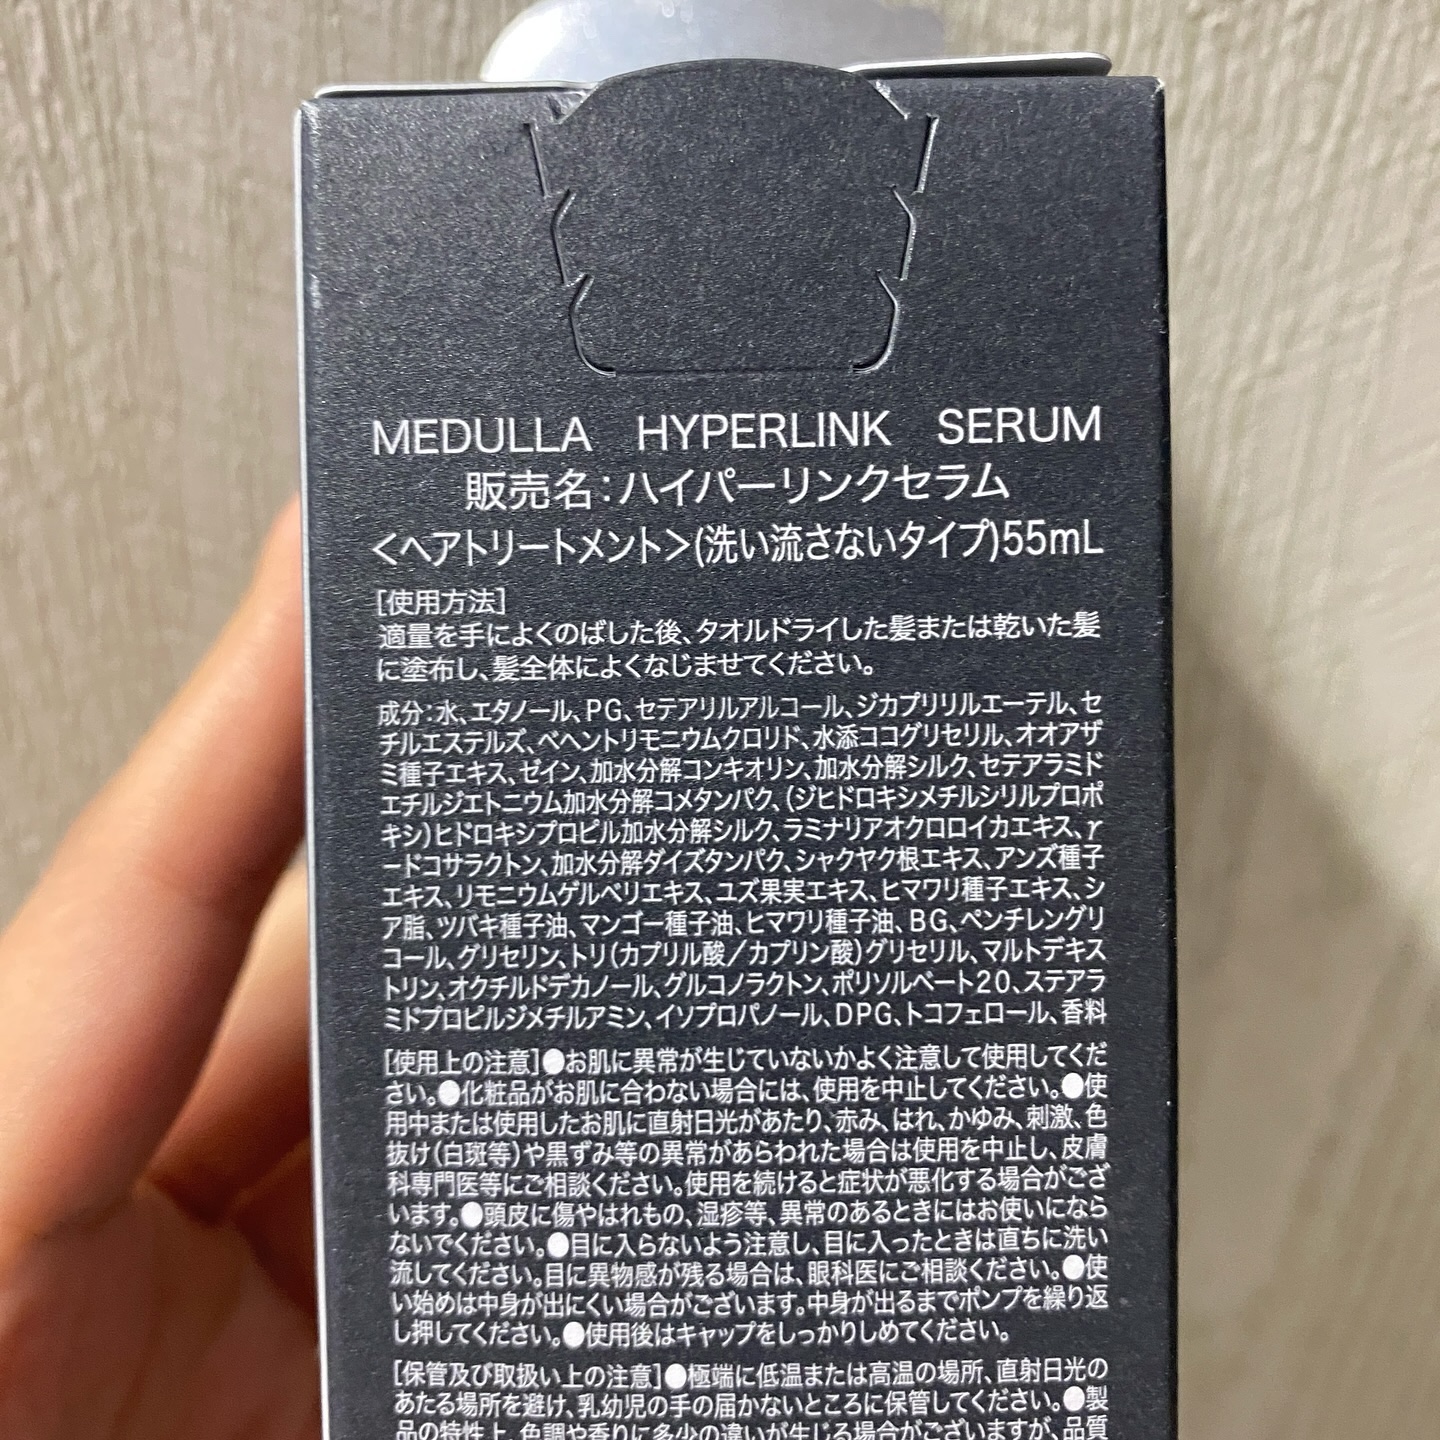 MEDULLA HYPERLINK SERUM
販売名:ハイパーリンクセラム
<ヘアトリートメント>(洗い流さないタイプ)55mL
[使用方法]
適量を手によくのばした後、タオルドライした髪または乾いた髪
に塗布し、髪全体によくなじませてください。
成分:水、エタノール、PG、セテアリルアルコール、ジカプリリルエーテル、セ
チルエステルズ、ベヘントリモニウムクロリド、水添ココグリセリル、オオアザ
ミ種子エキス、ゼイン、加水分解コンキオリン、加水分解シルク、セテアラミド
エチルジエトニウム加水分解コメタンパク、(ジヒドロキシメチルシリルプロポ
キシ)ヒドロキシプロピル加水分解シルク、ラミナリアオクロロイカエキス、γ
ードコサラクトン、加水分解ダイズタンパク、シャクヤク根エキス、アンズ種子
エキス、リモニウムゲルベリエキス、ユズ果実エキス、ヒマワリ種子エキス、シ
ア脂、ツバキ種子油、マンゴー種子油、ヒマワリ種子油、BG、ペンチレングリ
コール、グリセリン、トリ(カプリル酸/カプリン酸)グリセリル、マルトデキス
トリン、オクチルドデカノール、グルコノラクトン、ポリソルベート20、ステアラ
ミドプロピルジメチルアミン、イソプロパノール、DPG、トコフェロール、香料
[使用上の注意]●お肌に異常が生じていないかよく注意して使用してくだ
さい。●化粧品がお肌に合わない場合には、使用を中止してください。●使
用中または使用したお肌に直射日光があたり、赤み、はれ、かゆみ、刺激、色
抜け(白斑等)や黒ずみ等の異常があらわれた場合は使用を中止し、皮膚
科専門医等にご相談ください。使用を続けると症状が悪化する場合がござ
います。●頭皮に傷やはれもの、湿疹等、異常のあるときにはお使いになら
ないでください。●目に入らないよう注意し、目に入ったときは直ちに洗い
流してください。目に異物感が残る場合は、眼科医にご相談ください。●使
い始めは中身が出にくい場合がございます。中身が出るまでポンプを繰り返
し押してください。●使用後はキャップをしっかりしめてください。
[保管及び取扱い上の注意]●極端に低温または高温の場所、直射日光の
あたる場所を避け、乳幼児の手の届かないところに保管してください。●製
品の特性上、色調や香りに多少の違いが生じる場合がございますが、品質